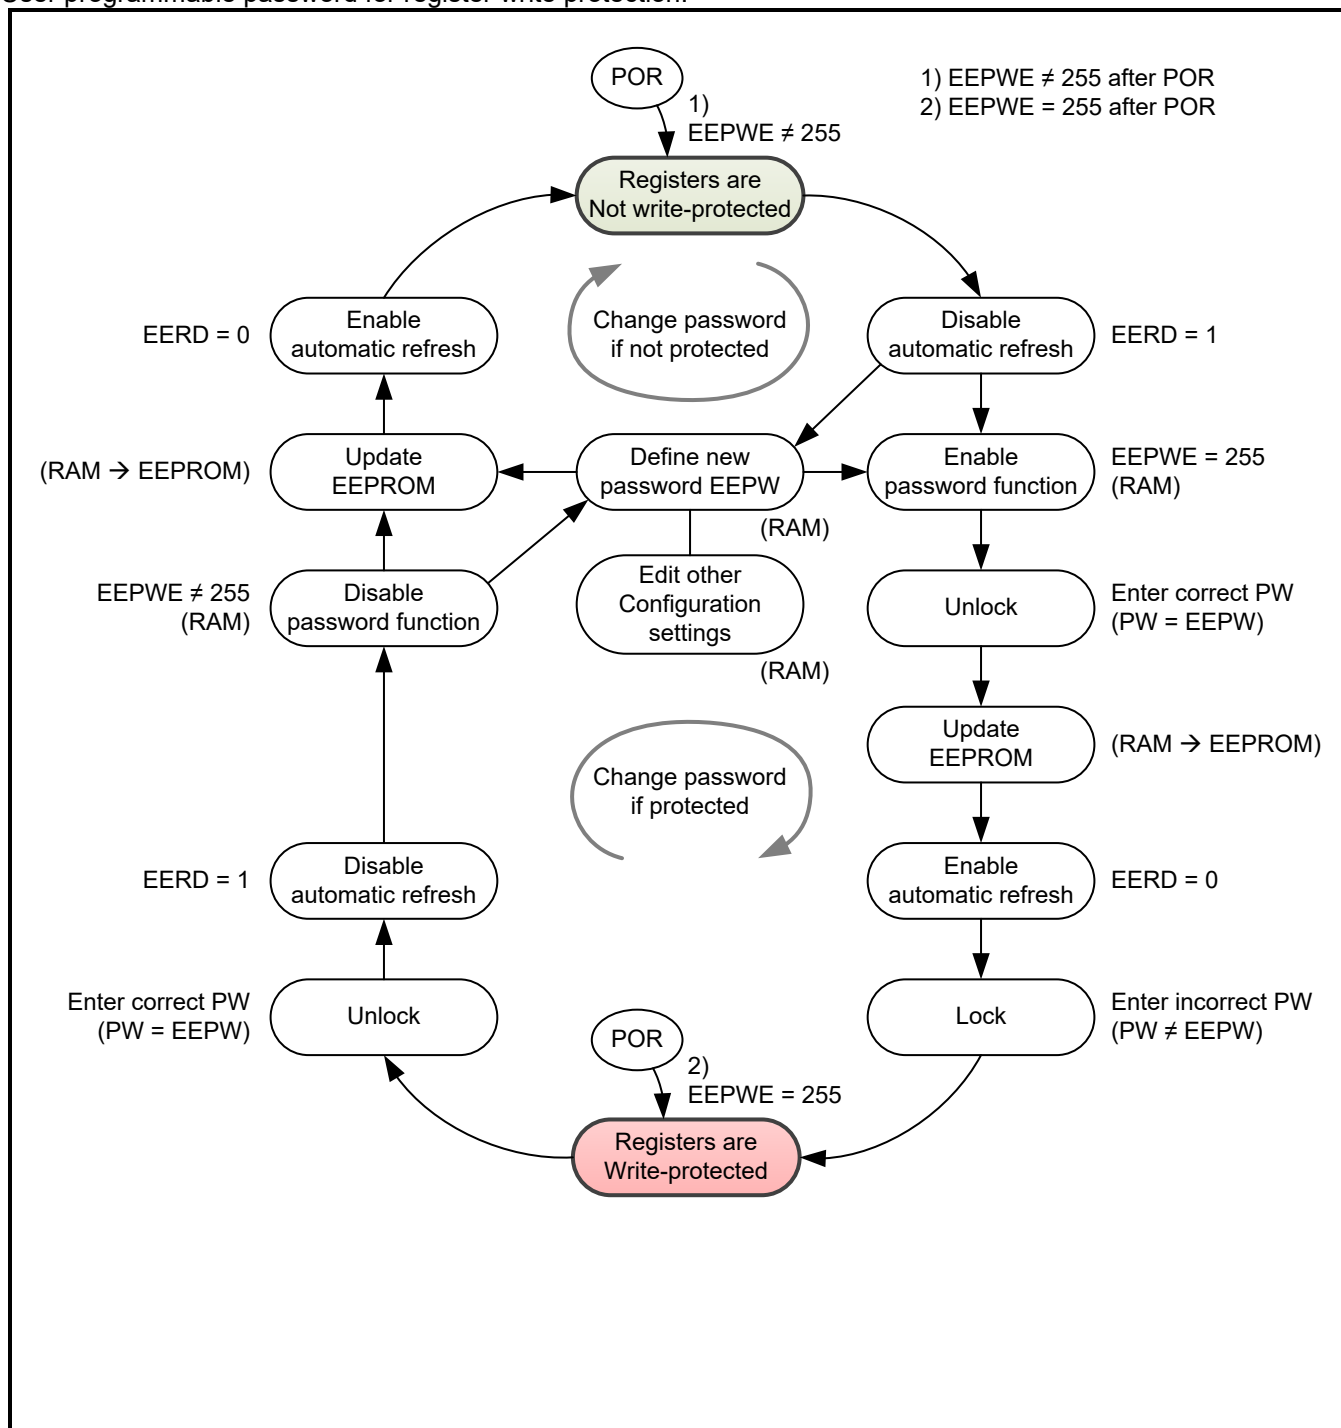 User programmable password for register write protection.
POR
1)
EEPWE ≠ 255
1) EEPWE ≠ 255 after POR
2) EEPWE = 255 after POR
Registers are
Not write-protected
EERD = 0
Enable
automatic refresh
Change password
if not protected
Disable
automatic refresh
EERD = 1
(RAM → EEPROM)
Update
EEPROM
Define new
password EEPW
(RAM)
Enable
password function
EEPWE = 255
(RAM)
EEPWE ≠ 255
(RAM)
Disable
password function
Edit other
Configuration
settings
(RAM)
Unlock
Enter correct PW
(PW = EEPW)
Change password
if protected
Update
EEPROM
(RAM → EEPROM)
EERD = 1
Disable
automatic refresh
Enable
automatic refresh
EERD = 0
Enter correct PW
(PW = EEPW)
Unlock
POR
2)
EEPWE = 255
Lock
Enter incorrect PW
(PW ≠ EEPW)
Registers are
Write-protected